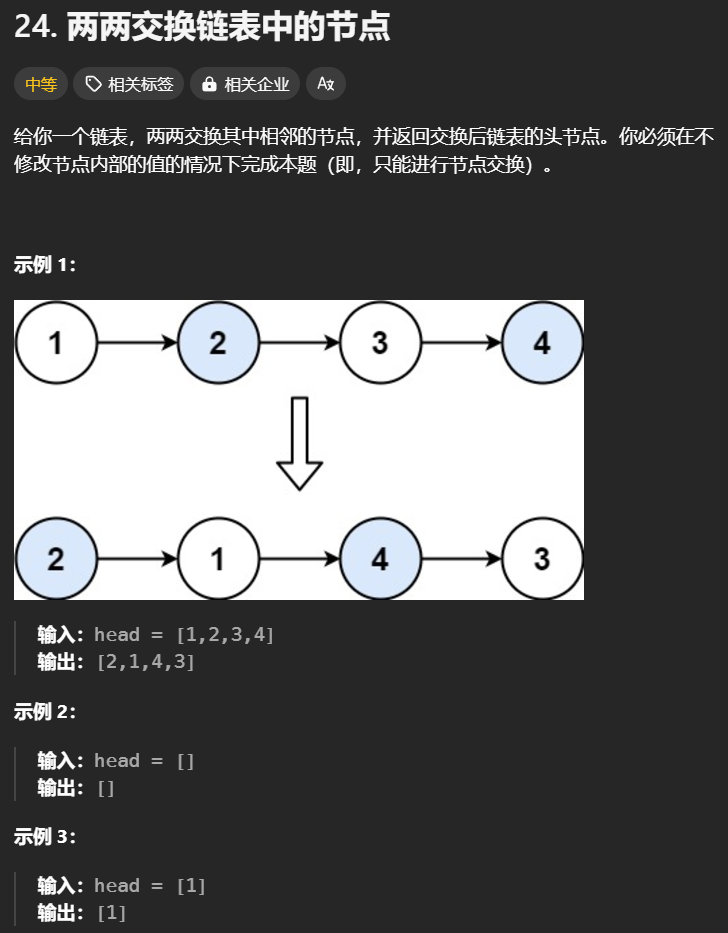 24. 两两交换链表中的节点
中等 相关标签 相关企业 Aӽ
给你一个链表，两两交换其中相邻的节点，并返回交换后链表的头节点。你必须在不
修改节点内部的值的情况下完成本题（即，只能进行节点交换）。
示例 1：
1 2 3 4
2 1 4 3
输入：head = [1,2,3,4]
输出：[2,1,4,3]
示例 2：
输入：head = []
输出：[]
示例 3：
输入：head = [1]
输出：[1]